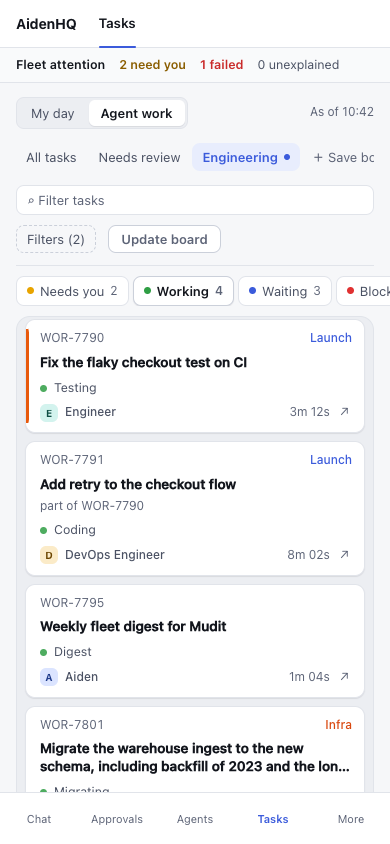 AidenHQ Tasks
Fleet attention 2 need you 1 failed 0 unexplained
My day Agent work As of 10:42
All tasks Needs review Engineering + Save bo
Filter tasks
Filters (2) Update board
Needs you 2 Working 4 Waiting 3 Block
WOR-7790 Launch
Fix the flaky checkout test on CI
Testing
E Engineer 3m 12s ↗
WOR-7791 Launch
Add retry to the checkout flow
part of WOR-7790
Coding
D DevOps Engineer 8m 02s ↗
WOR-7795
Weekly fleet digest for Mudit
Digest
A Aiden 1m 04s ↗
WOR-7801 Infra
Migrate the warehouse ingest to the new
schema, including backfill of 2023 and the lon...
Migrating
Chat Approvals Agents Tasks More